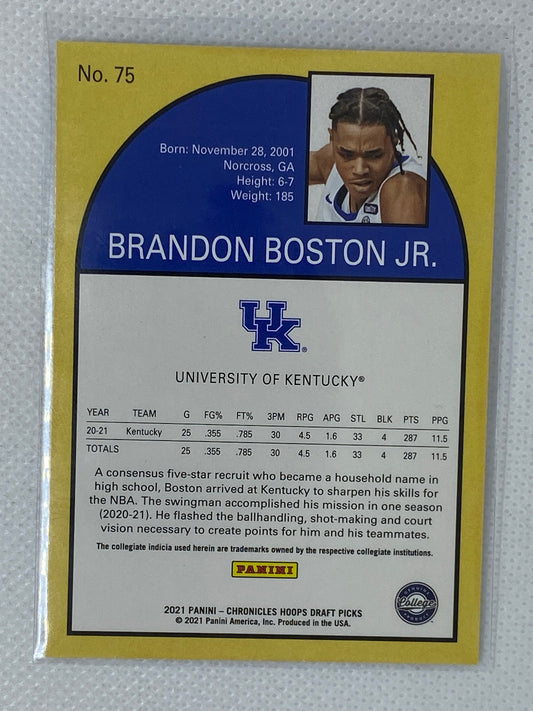 No. 75
Born: November 28, 2001
Norcross, GA
Height: 6-7
Weight: 185
BRANDON BOSTON JR.
UK®
UNIVERSITY OF KENTUCKY®
YEAR TEAM G FG% FT% 3PM RPG APG STL BLK PTS PPG
20-21 Kentucky 25 .355 .785 30 4.5 1.6 33 4 287 11.5
TOTALS 25 .355 .785 30 4.5 1.6 33 4 287 11.5
A consensus five-star recruit who became a household name in
high school, Boston arrived at Kentucky to sharpen his skills for
the NBA. The swingman accomplished his mission in one season
(2020-21). He flashed the ballhandling, shot-making and court
vision necessary to create points for him and his teammates.
The collegiate indicia used herein are trademarks owned by the respective collegiate institutions.
PANINI
GENUINE
College
PRODUCT
2021 PANINI – CHRONICLES HOOPS DRAFT PICKS
© 2021 Panini America, Inc. Produced in the USA.